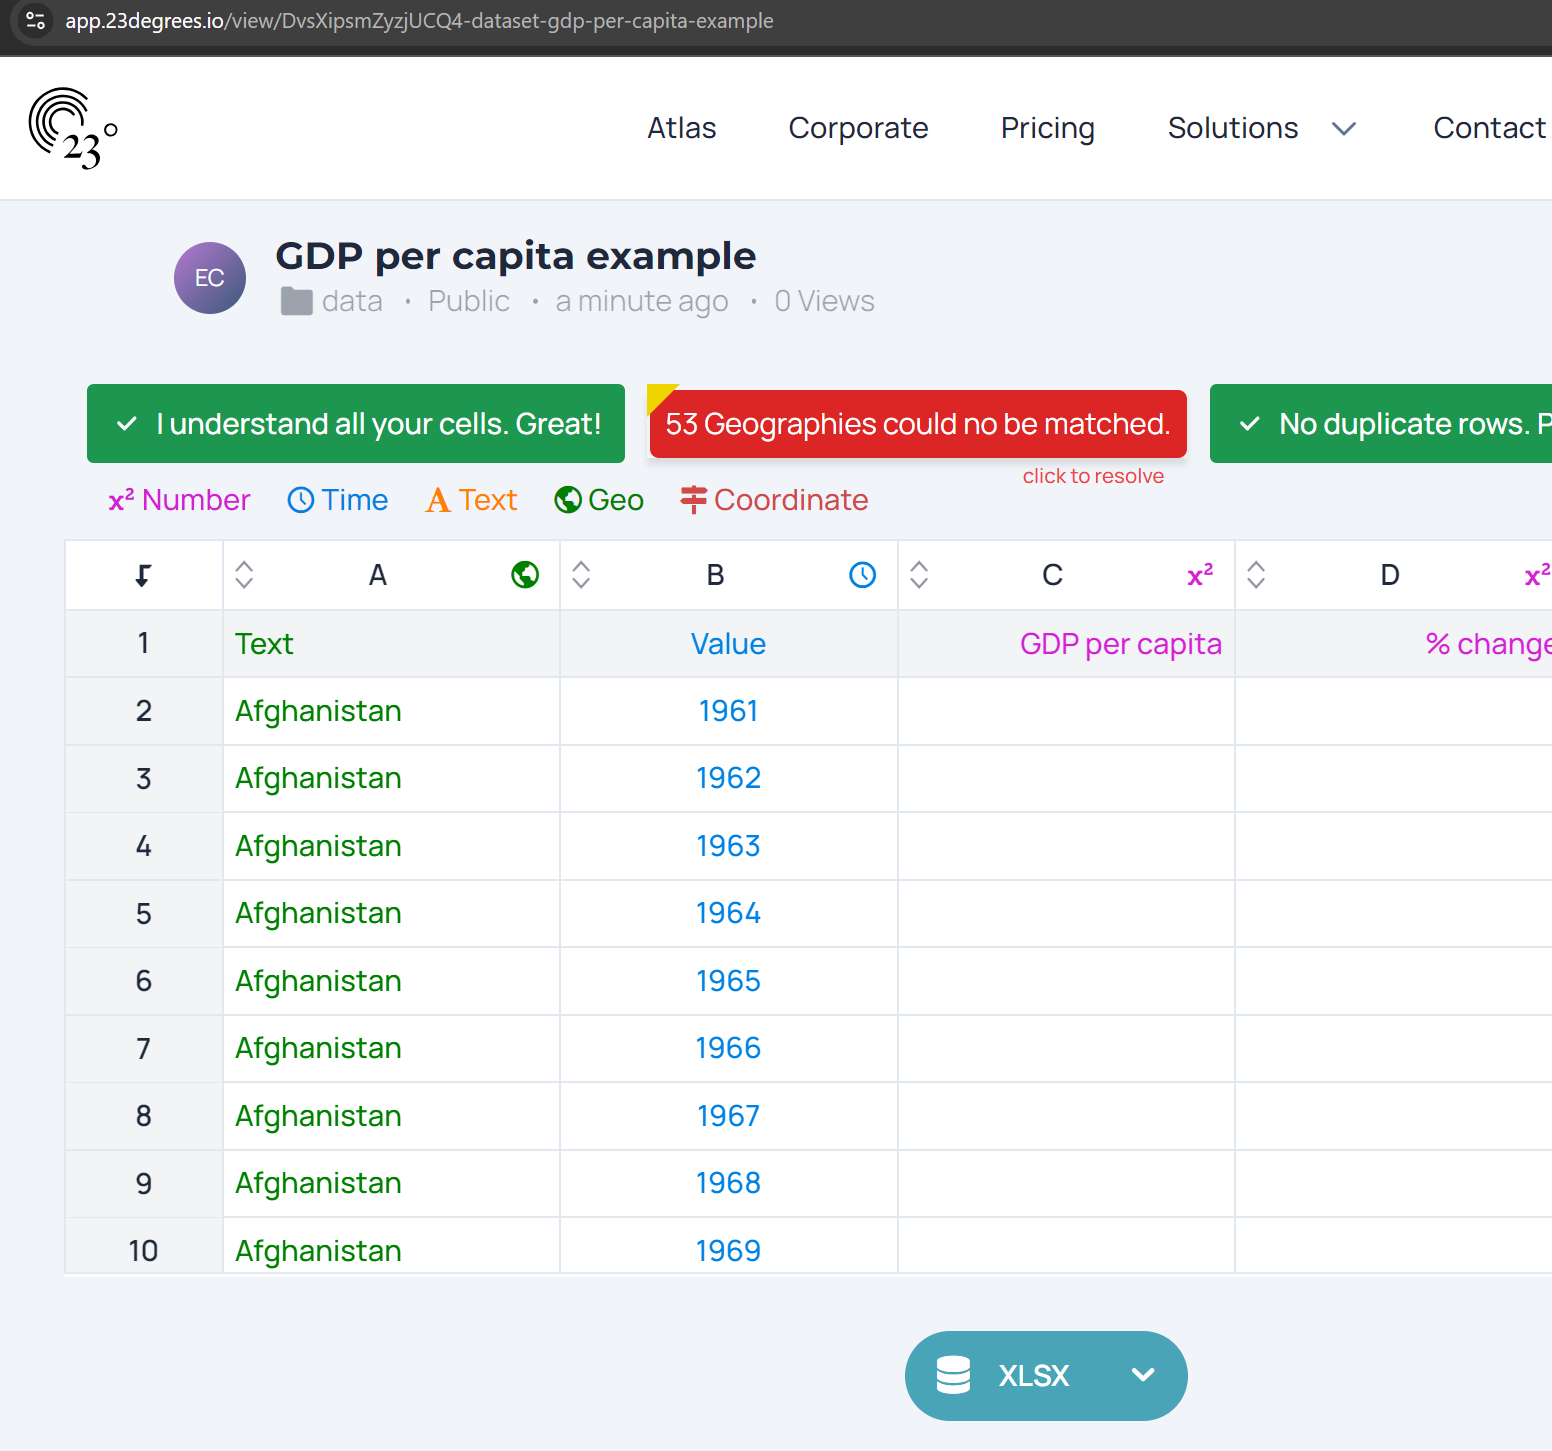 app.23degrees.io/view/DvsXipsmZyzjUCQ4-dataset-gdp-per-capita-example
23°
Atlas Corporate Pricing Solutions Contact
EC
GDP per capita example
data • Public • a minute ago • 0 Views
I understand all your cells. Great!
53 Geographies could no be matched.
No duplicate rows. P
click to resolve
x² Number Time A Text Geo Coordinate
A B C x² D x²
1 Text Value GDP per capita % change
2 Afghanistan 1961
3 Afghanistan 1962
4 Afghanistan 1963
5 Afghanistan 1964
6 Afghanistan 1965
7 Afghanistan 1966
8 Afghanistan 1967
9 Afghanistan 1968
10 Afghanistan 1969
XLSX